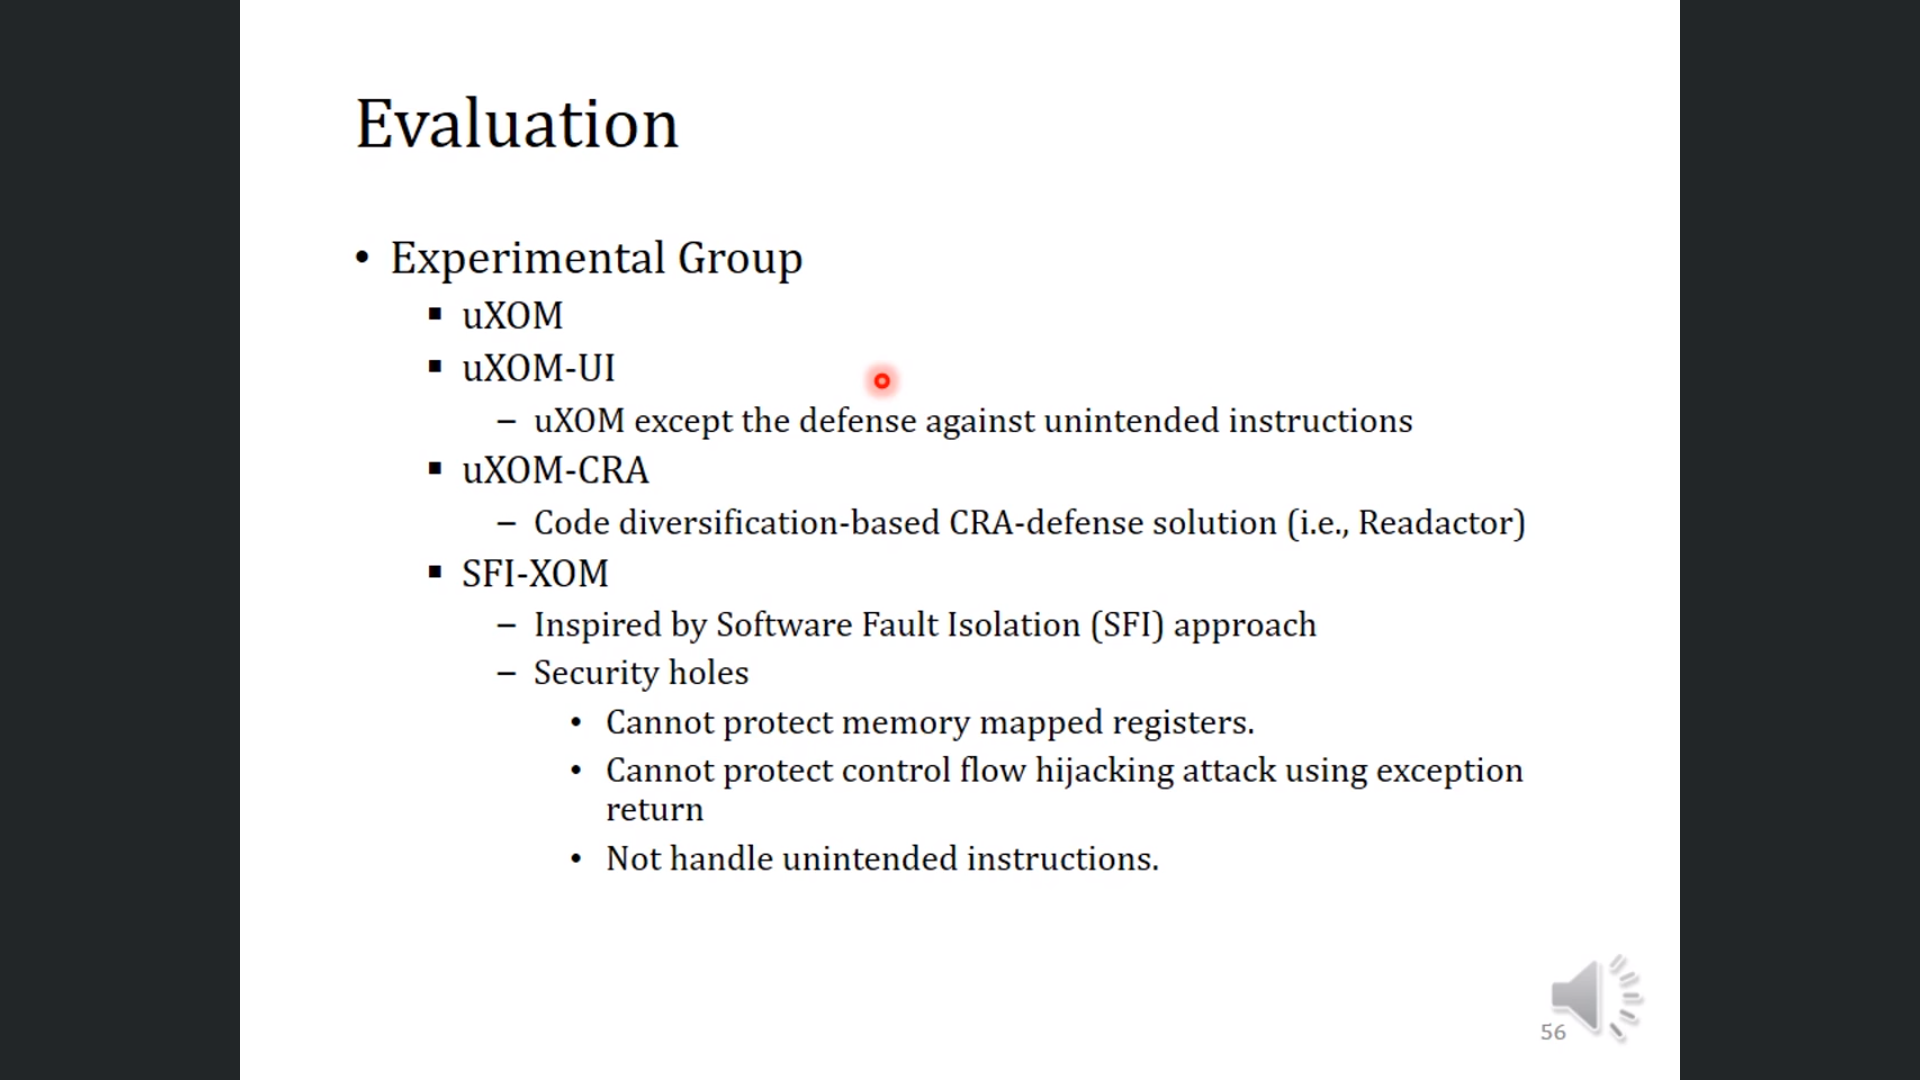 Evaluation
• Experimental Group
▪ uXOM
▪ uXOM-UI
– uXOM except the defense against unintended instructions
▪ uXOM-CRA
– Code diversification-based CRA-defense solution (i.e., Readactor)
▪ SFI-XOM
– Inspired by Software Fault Isolation (SFI) approach
– Security holes
• Cannot protect memory mapped registers.
• Cannot protect control flow hijacking attack using exception
return
• Not handle unintended instructions.
56